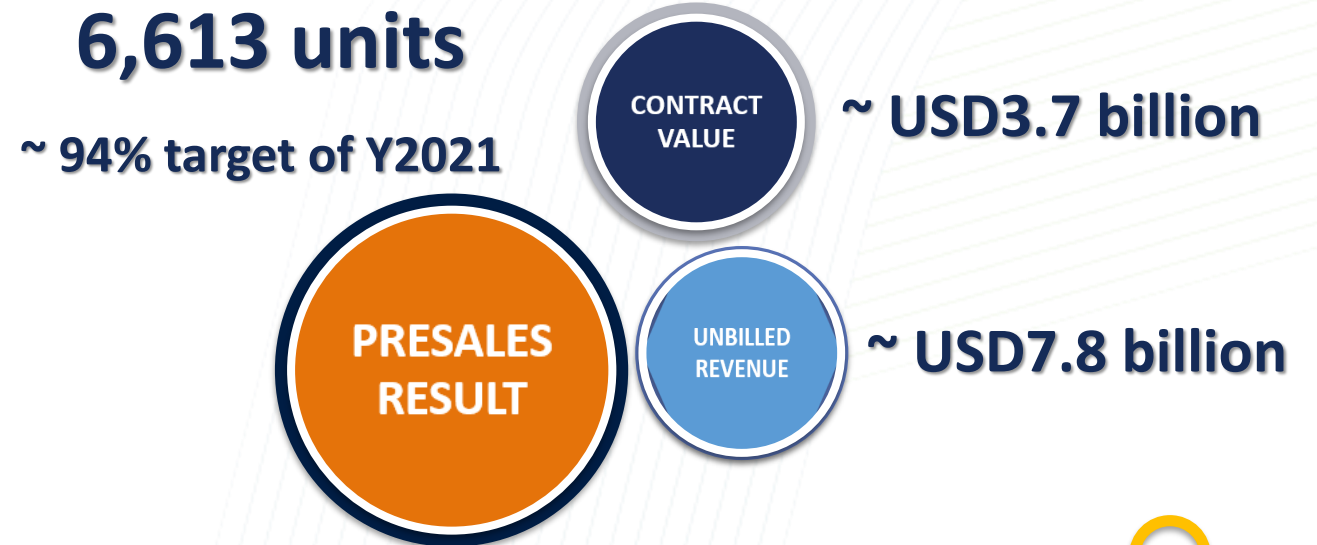 6,613 units
~ 94% target of Y2021
PRESALES
RESULT
CONTRACT
VALUE
~ USD3.7 billion
UNBILLED
REVENUE
~ USD7.8 billion